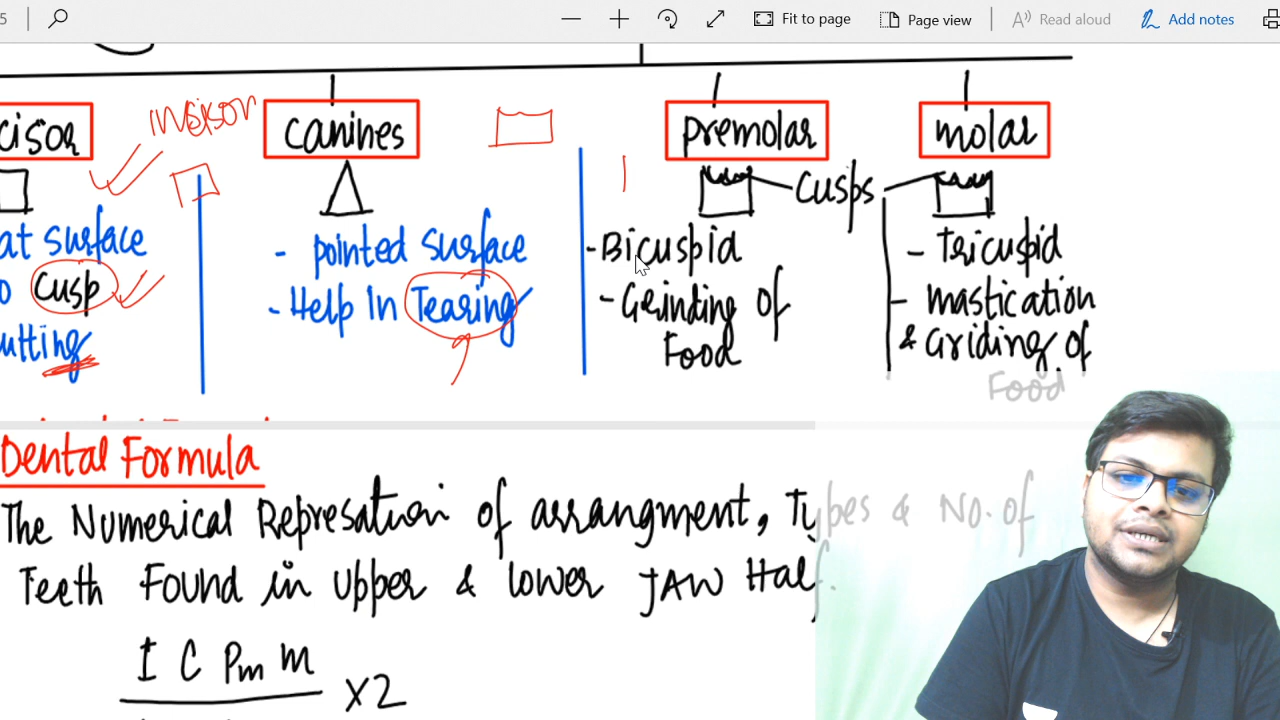 5
Fit to page
Page view
Read aloud
Add notes
cisor
insisor
canines
premolar
molar
Cusps
at surface
o cusp
utting
- pointed surface
- Help in Tearing
- Bicuspid
- Grinding of
Food
- Tricuspid
- mastication
& Griding of
Food
Dental Formula
The Numerical Represation of arrangment, Types & No. of
Teeth Found in upper & lower JAW Half.
I C Pm m
x2